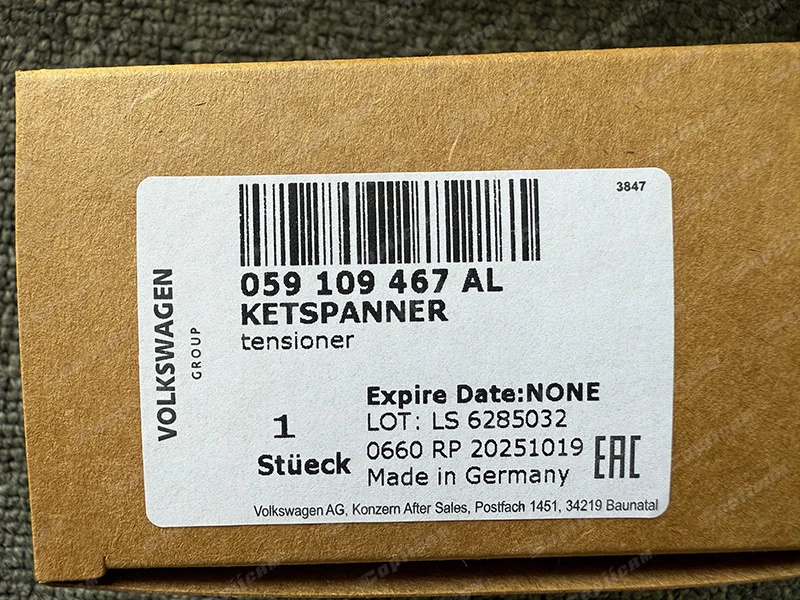 3847
VOLKSWAGEN
GROUP
059 109 467 AL
KETSPANNER
tensioner
1
Stüeck
Expire Date:NONE
LOT: LS 6285032
0660 RP 20251019
Made in Germany
EAC
Volkswagen AG, Konzern After Sales, Postfach 1451, 34219 Baunatal